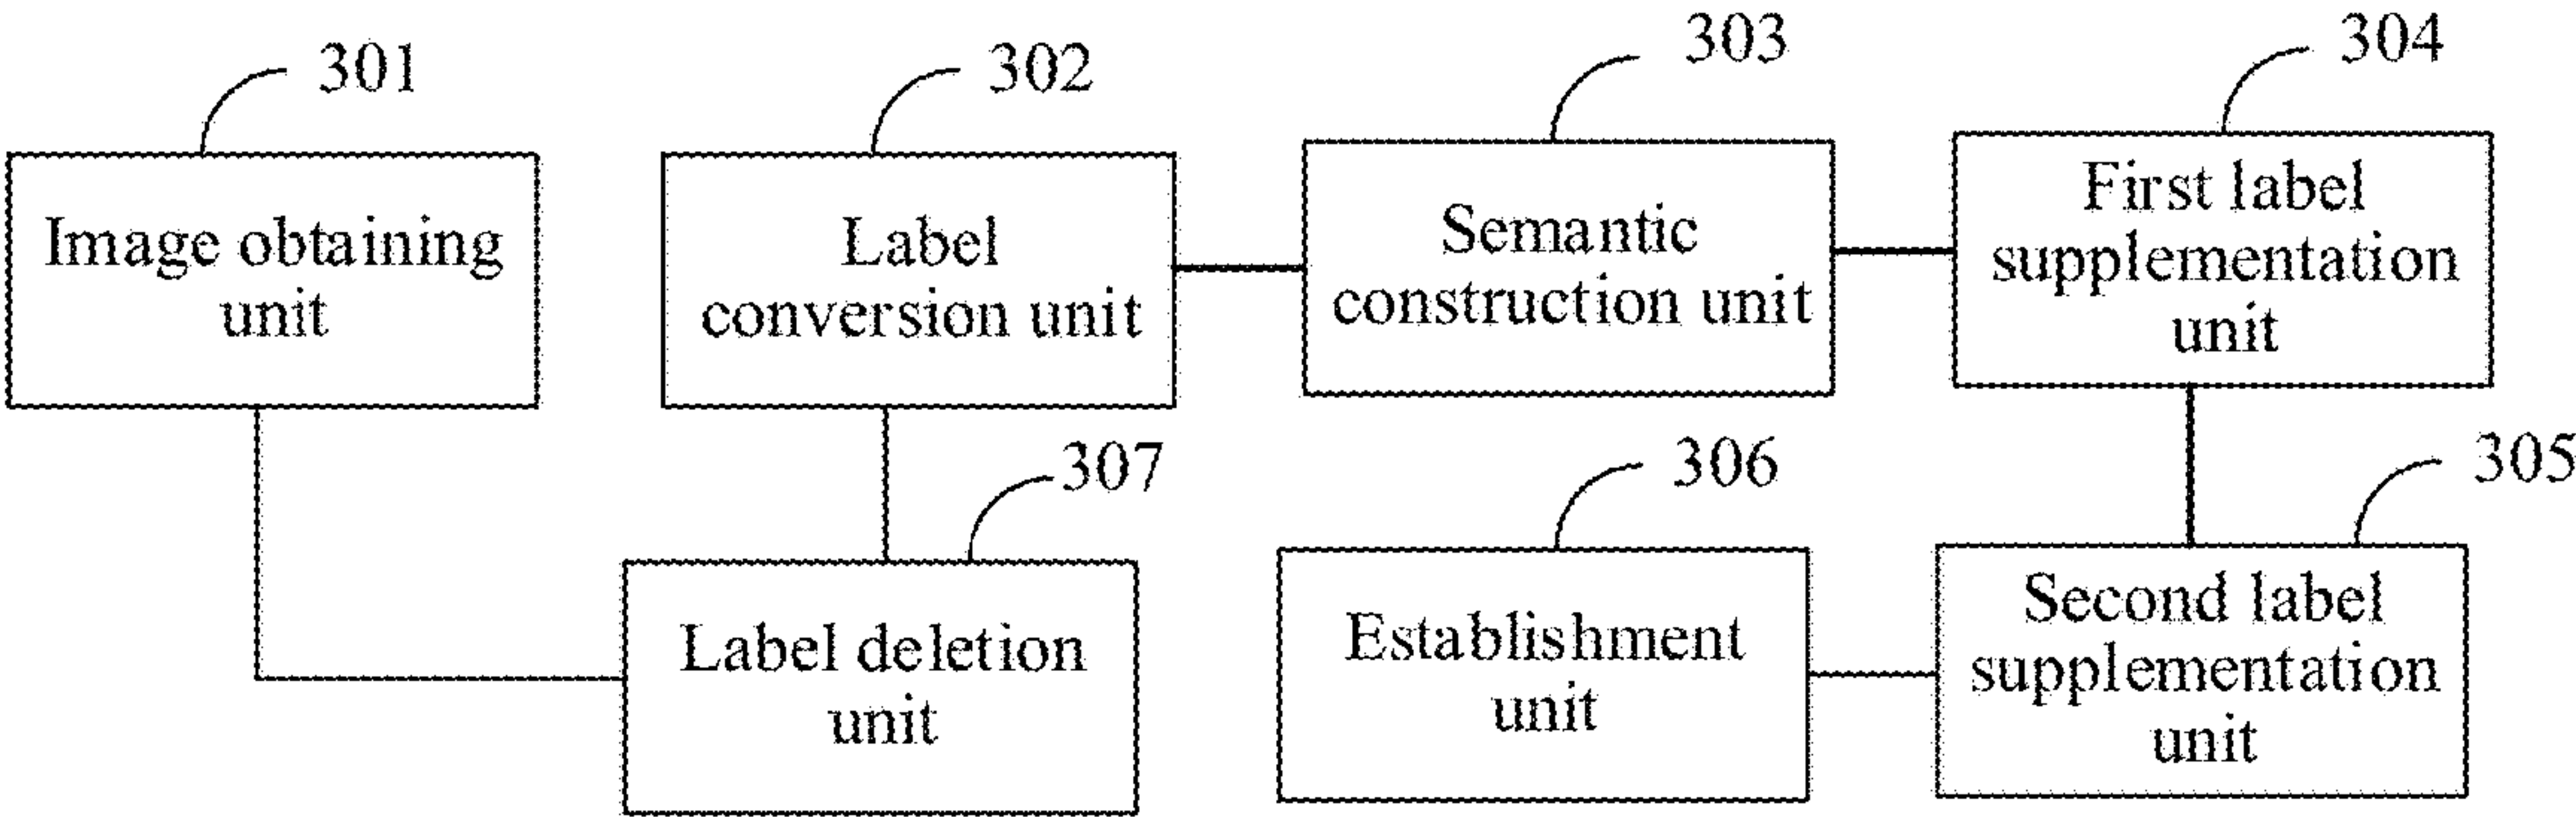 301
302
303
304
Image obtaining
unit
Label
conversion unit
Semantic
construction unit
First label
supplementation
unit
307
306
305
Label deletion
unit
Establishment
unit
Second label
supplementation
unit